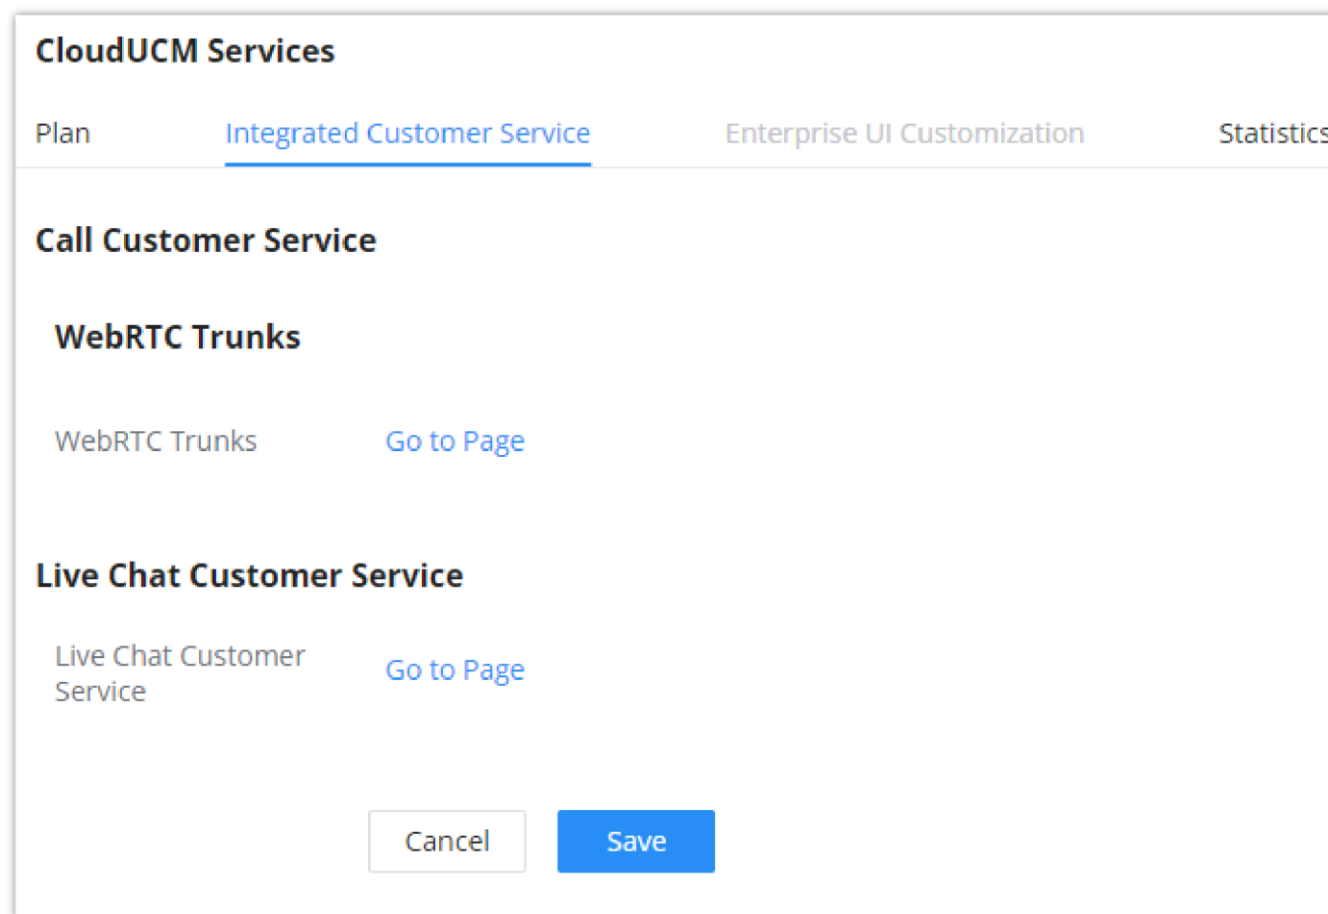 CloudUCM Services
Plan Integrated Customer Service Enterprise UI Customization Statistics
Call Customer Service
WebRTC Trunks
WebRTC Trunks Go to Page
Live Chat Customer Service
Live Chat Customer
Service
Go to Page
Cancel Save